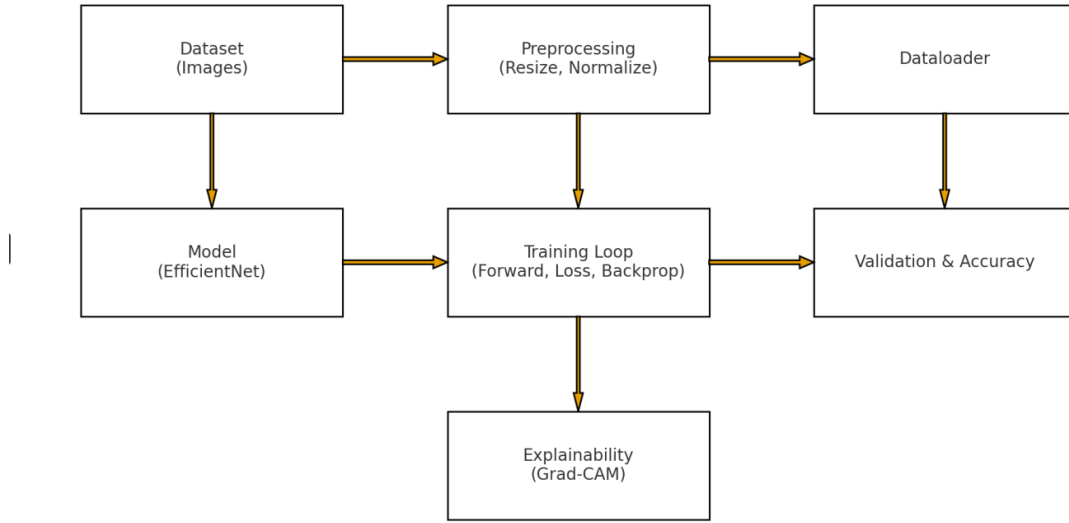 Dataset
(Images)
Preprocessing
(Resize, Normalize)
Dataloader
Model
(EfficientNet)
Training Loop
(Forward, Loss, Backprop)
Validation & Accuracy
Explainability
(Grad-CAM)